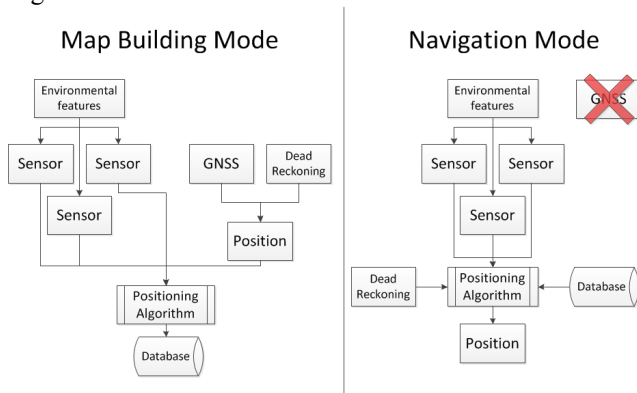 Map Building Mode
Environmental
features
Sensor
Sensor
Sensor
GNSS
Dead
Reckoning
Position
Positioning
Algorithm
Database
Navigation Mode
Environmental
features
GNSS
Sensor
Sensor
Sensor
Dead
Reckoning
Positioning
Algorithm
Database
Position